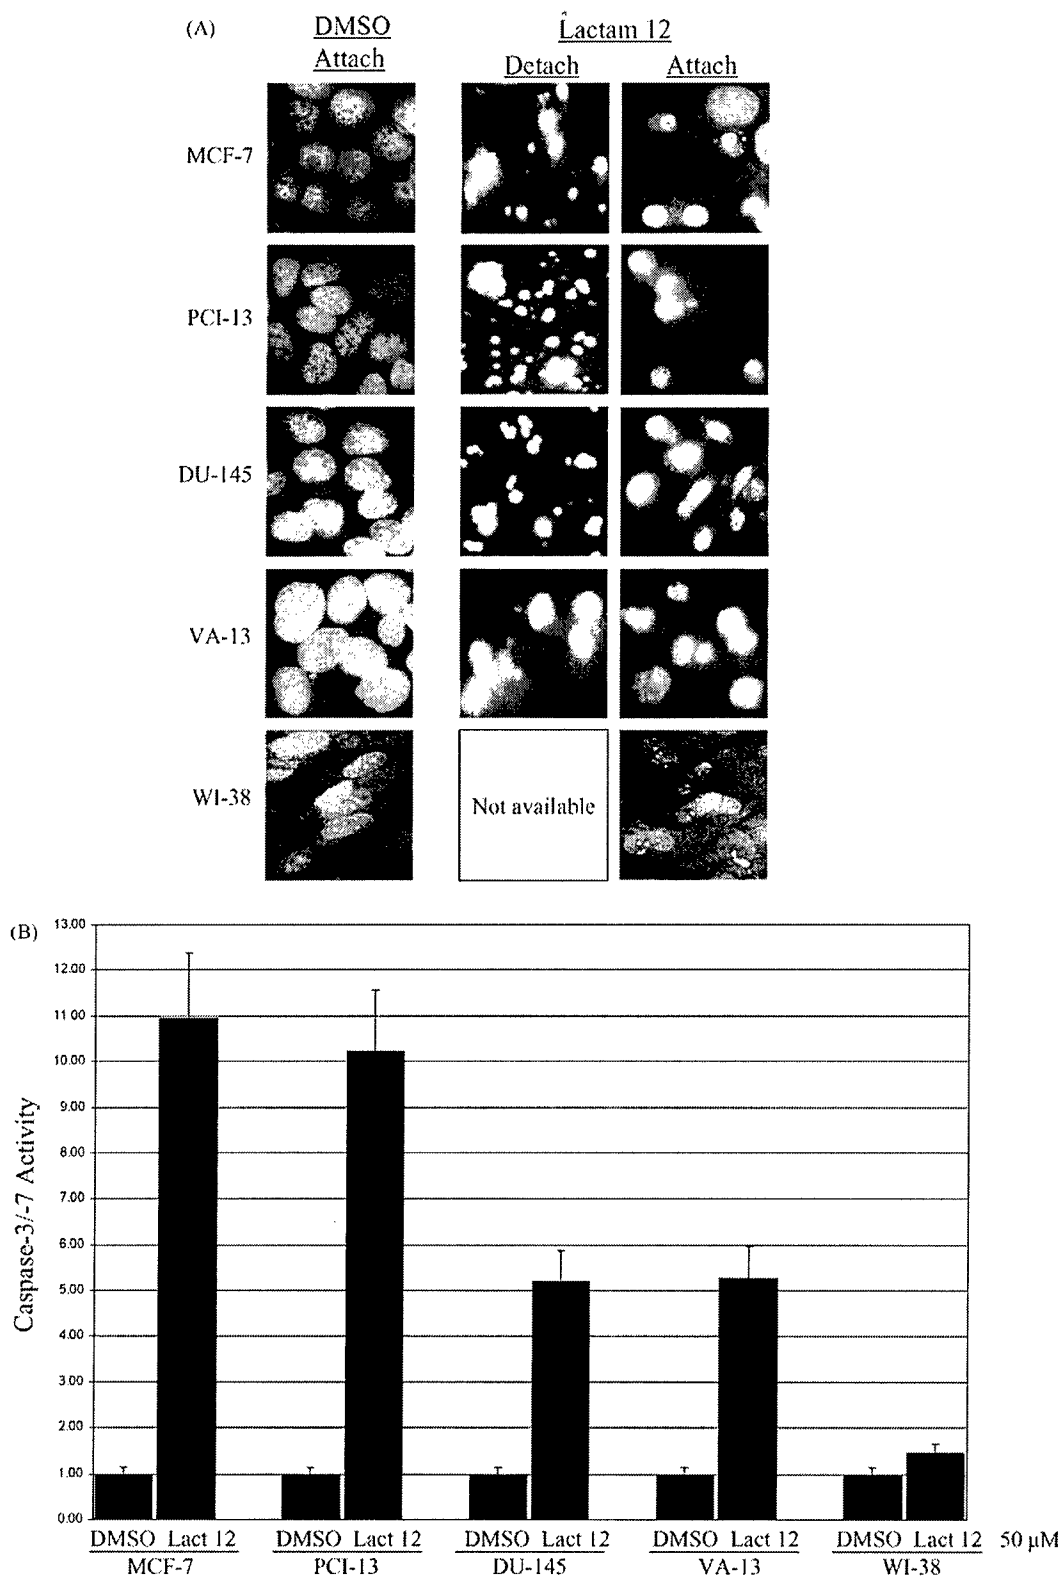 (A)
DMSO
Attach
Lactam 12
Detach
Attach
MCF-7
PCI-13
DU-145
VA-13
WI-38
Not available
(B)
13.00
12.00
11.00
10.00
9.00
8.00
7.00
6.00
5.00
4.00
3.00
2.00
1.00
0.00
Caspase-3/-7 Activity
DMSO Lact 12 DMSO Lact 12 DMSO Lact 12 DMSO Lact 12 DMSO Lact 12 50 μM
MCF-7 PCI-13 DU-145 VA-13 WI-38